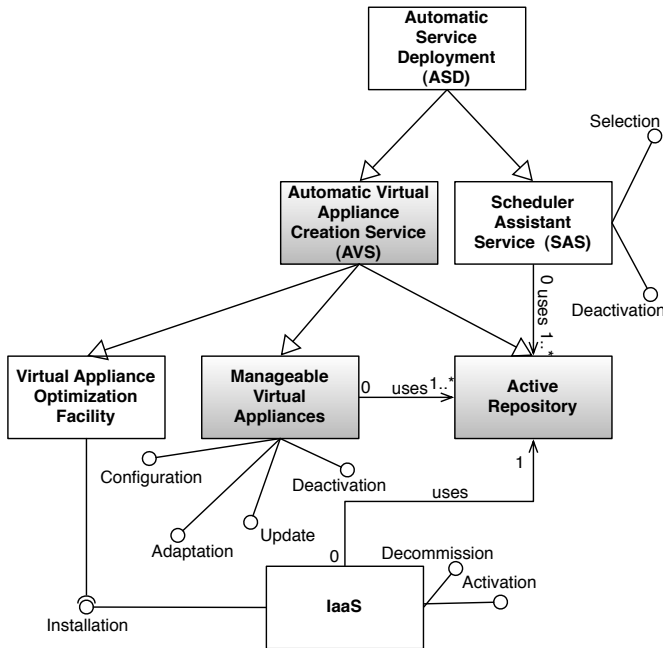 Automatic
Service
Deployment
(ASD)
Selection
Automatic Virtual
Appliance
Creation Service
(AVS)
Scheduler
Assistant
Service (SAS)
0 uses 1..*
Deactivation
Virtual Appliance
Optimization
Facility
Manageable
Virtual
Appliances
0 uses 1..*
Active
Repository
Configuration
Deactivation
1
uses
Adaptation
Update
0
Decommission
Activation
IaaS
Installation